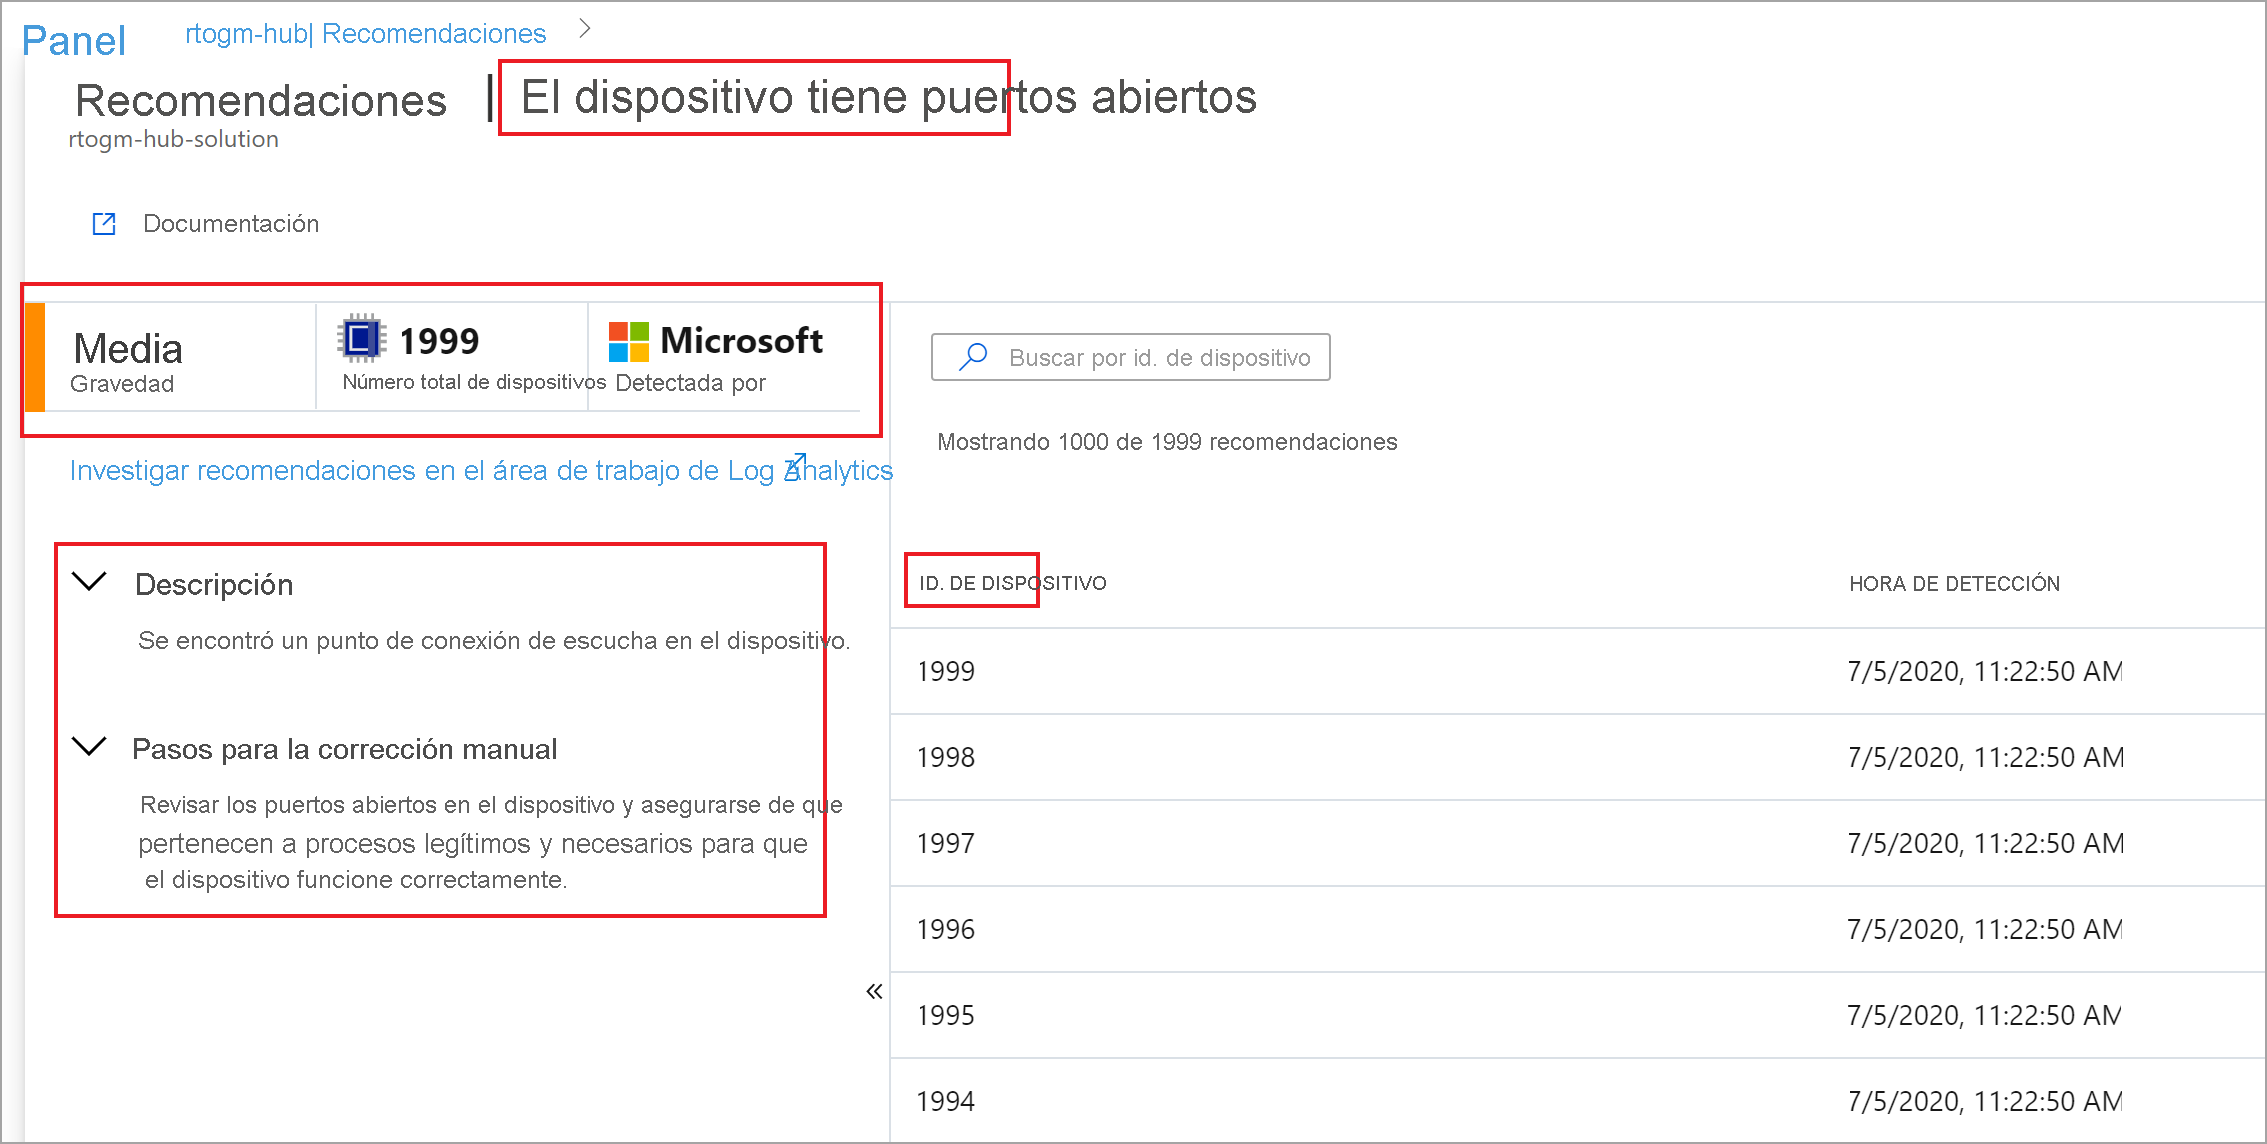 Panel
rtogm-hub| Recomendaciones
Recomendaciones | El dispositivo tiene puertos abiertos
rtogm-hub-solution
Documentación
Media
Gravedad
1999
Número total de dispositivos
Microsoft
Detectada por
Investigar recomendaciones en el área de trabajo de Log Analytics
Descripción
Se encontró un punto de conexión de escucha en el dispositivo.
Pasos para la corrección manual
Revisar los puertos abiertos en el dispositivo y asegurarse de que
pertenecen a procesos legítimos y necesarios para que
el dispositivo funcione correctamente.
Buscar por id. de dispositivo
Mostrando 1000 de 1999 recomendaciones
ID. DE DISPOSITIVO HORA DE DETECCIÓN
1999 7/5/2020, 11:22:50 AM
1998 7/5/2020, 11:22:50 AM
1997 7/5/2020, 11:22:50 AM
1996 7/5/2020, 11:22:50 AM
1995 7/5/2020, 11:22:50 AM
1994 7/5/2020, 11:22:50 AM